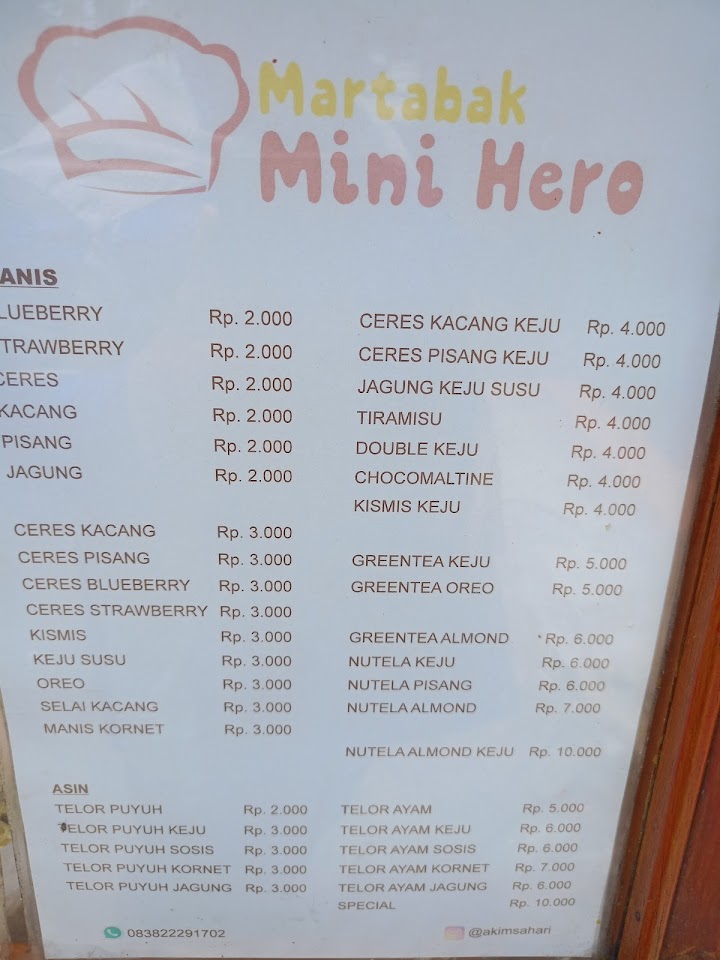 Martabak
Mini Hero
ANIS
LUEBERRY Rp. 2.000
TRAWBERRY Rp. 2.000
CERES Rp. 2.000
KACANG Rp. 2.000
PISANG Rp. 2.000
JAGUNG Rp. 2.000
CERES KACANG Rp. 3.000
CERES PISANG Rp. 3.000
CERES BLUEBERRY Rp. 3.000
CERES STRAWBERRY Rp. 3.000
KISMIS Rp. 3.000
KEJU SUSU Rp. 3.000
OREO Rp. 3.000
SELAI KACANG Rp. 3.000
MANIS KORNET Rp. 3.000
CERES KACANG KEJU Rp. 4.000
CERES PISANG KEJU Rp. 4.000
JAGUNG KEJU SUSU Rp. 4.000
TIRAMISU Rp. 4.000
DOUBLE KEJU Rp. 4.000
CHOCOMALTINE Rp. 4.000
KISMIS KEJU Rp. 4.000
GREENTEA KEJU Rp. 5.000
GREENTEA OREO Rp. 5.000
GREENTEA ALMOND Rp. 6.000
NUTELA KEJU Rp. 6.000
NUTELA PISANG Rp. 6.000
NUTELA ALMOND Rp. 7.000
NUTELA ALMOND KEJU Rp. 10.000
ASIN
TELOR PUYUH Rp. 2.000
TELOR PUYUH KEJU Rp. 3.000
TELOR PUYUH SOSIS Rp. 3.000
TELOR PUYUH KORNET Rp. 3.000
TELOR PUYUH JAGUNG Rp. 3.000
TELOR AYAM Rp. 5.000
TELOR AYAM KEJU Rp. 6.000
TELOR AYAM SOSIS Rp. 6.000
TELOR AYAM KORNET Rp. 7.000
TELOR AYAM JAGUNG Rp. 6.000
SPECIAL Rp. 10.000
083822291702
@akimsahari